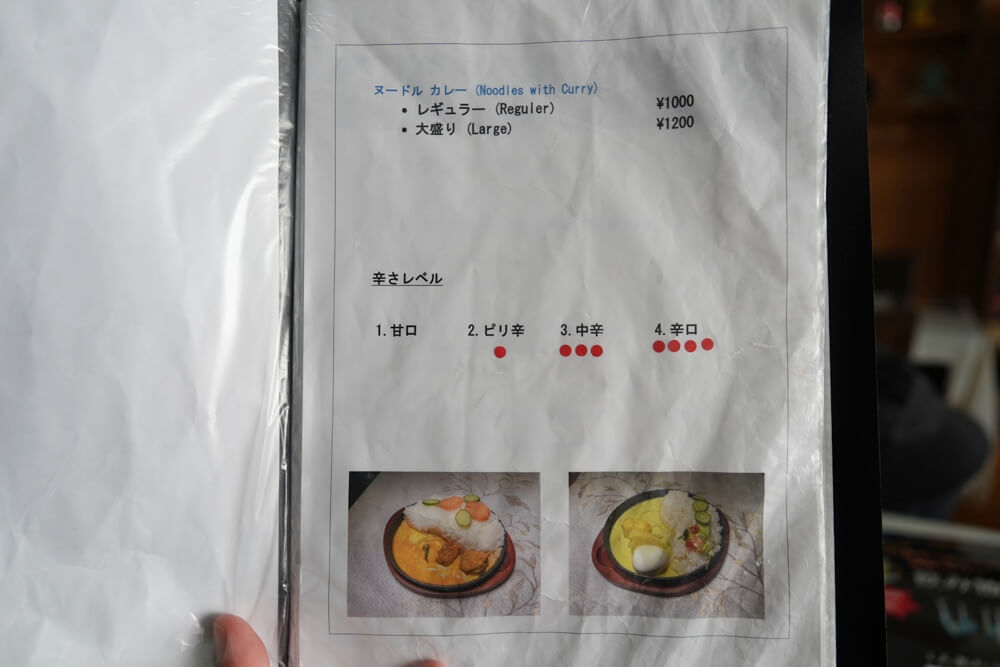 ヌードル カレー (Noodles with Curry)
• レギュラー (Reguler) ¥1000
• 大盛り (Large) ¥1200
辛さレベル
1.甘口 2.ピリ辛 3.中辛 4.辛口